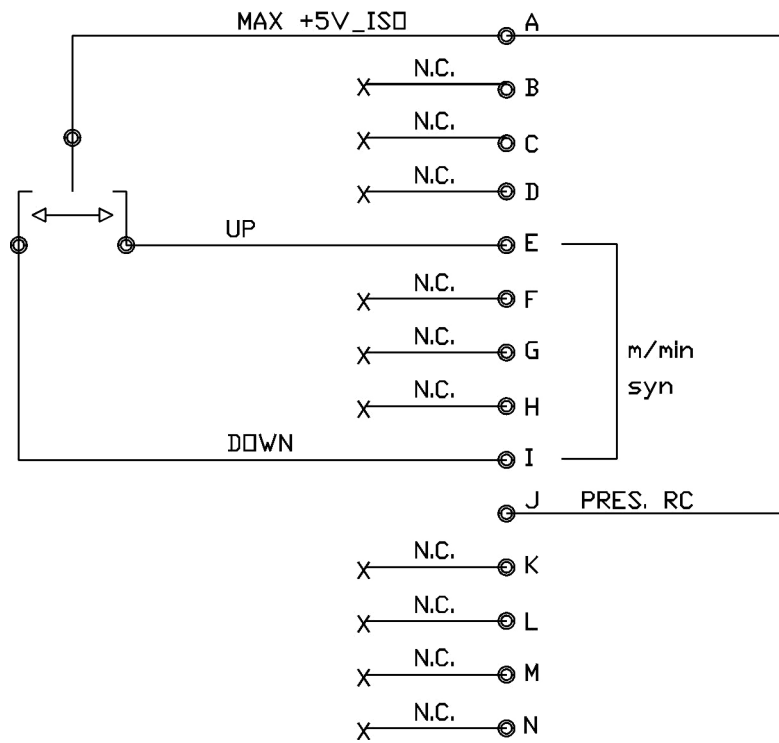 MAX +5V_ISO A
N.C. B
N.C. C
N.C. D
UP E
N.C. F
N.C. G
m/min
syn
N.C. H
DOWN I
J PRES. RC
N.C. K
N.C. L
N.C. M
N.C. N